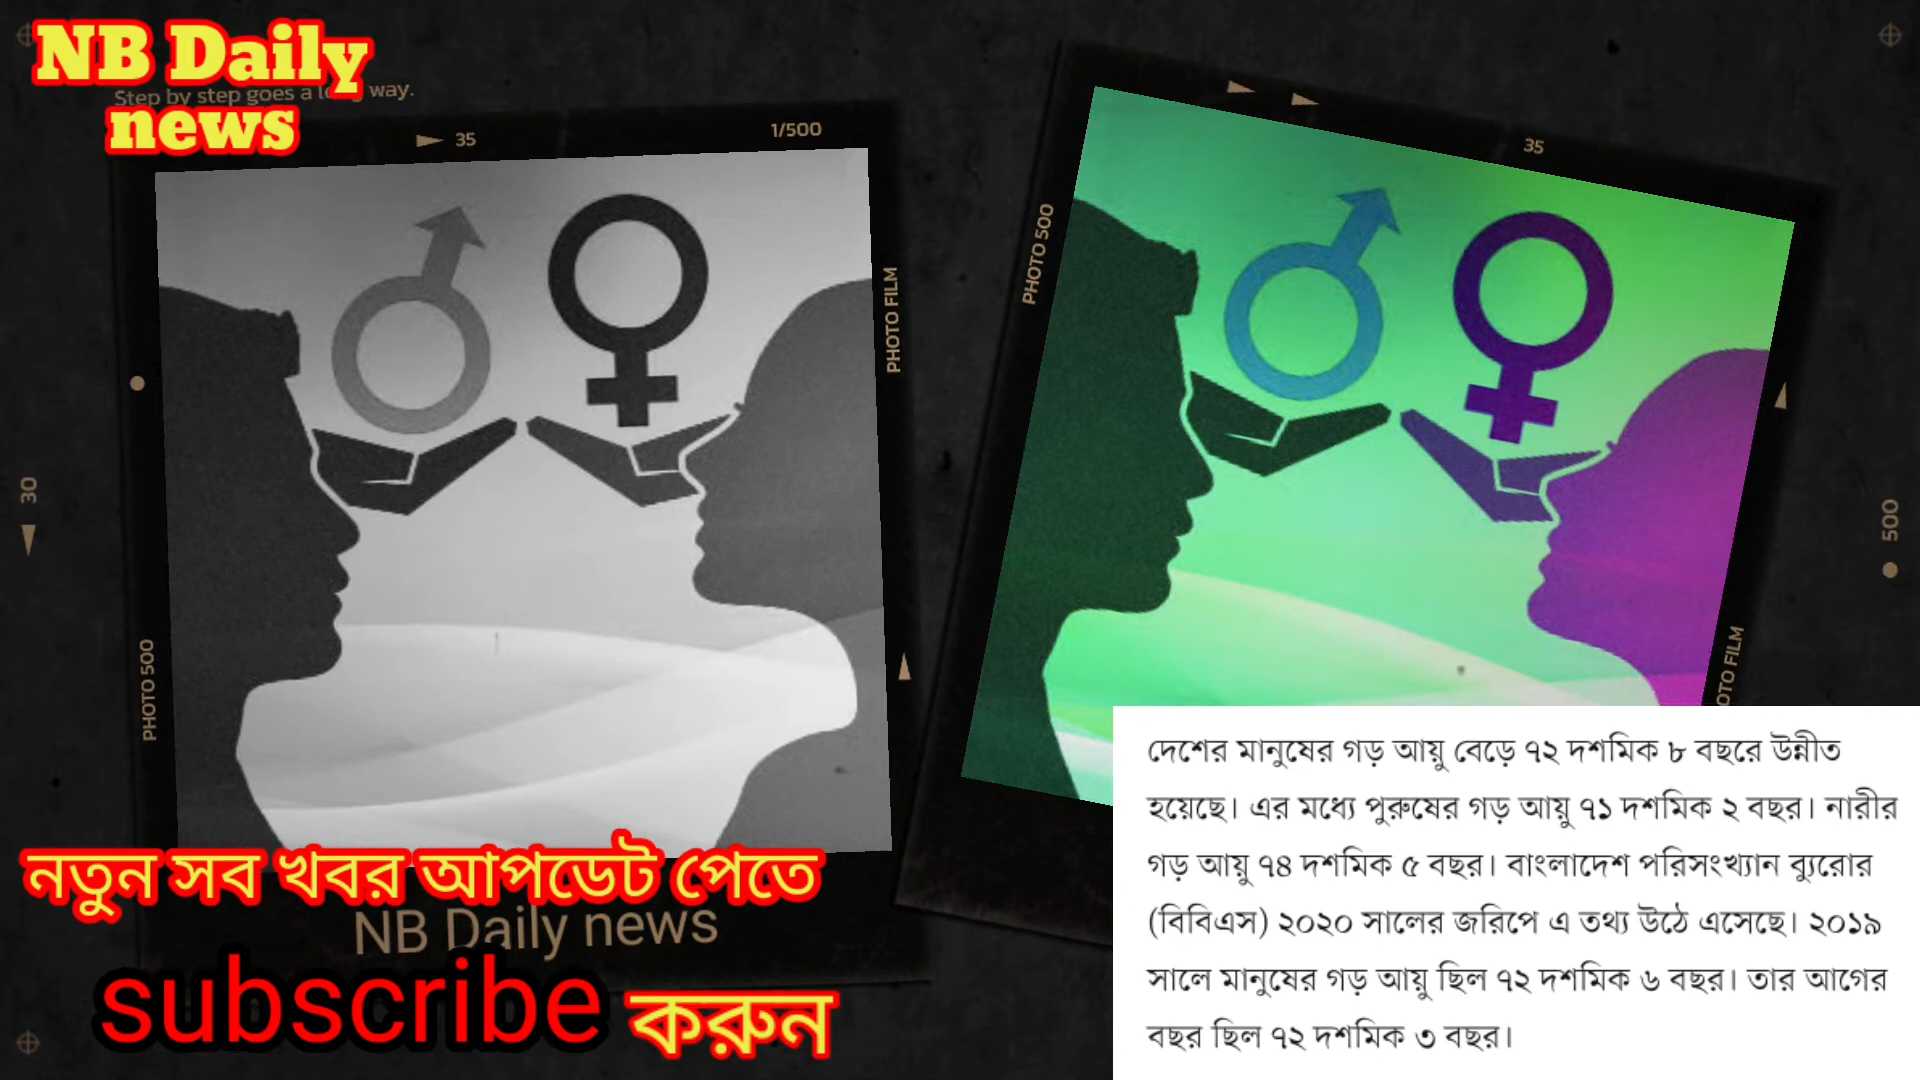 NB Daily
news
Step by step goes a way.
35
1/500
PHOTO FILM
PHOTO 500
30
35
PHOTO 500
500
নতুন সব খবর আপডেট পেতে
NB Daily news
subscribe করুন
দেশের মানুষের গড় আয়ু বেড়ে ৭২ দশমিক ৮ বছরে উন্নীত
হয়েছে। এর মধ্যে পুরুষের গড় আয়ু ৭১ দশমিক ২ বছর। নারীর
গড় আয়ু ৭৪ দশমিক ৫ বছর। বাংলাদেশ পরিসংখ্যান ব্যুরোর
(বিবিএস) ২০২০ সালের জরিপে এ তথ্য উঠে এসেছে। ২০১৯
সালে মানুষের গড় আয়ু ছিল ৭২ দশমিক ৬ বছর। তার আগের
বছর ছিল ৭২ দশমিক ৩ বছর।